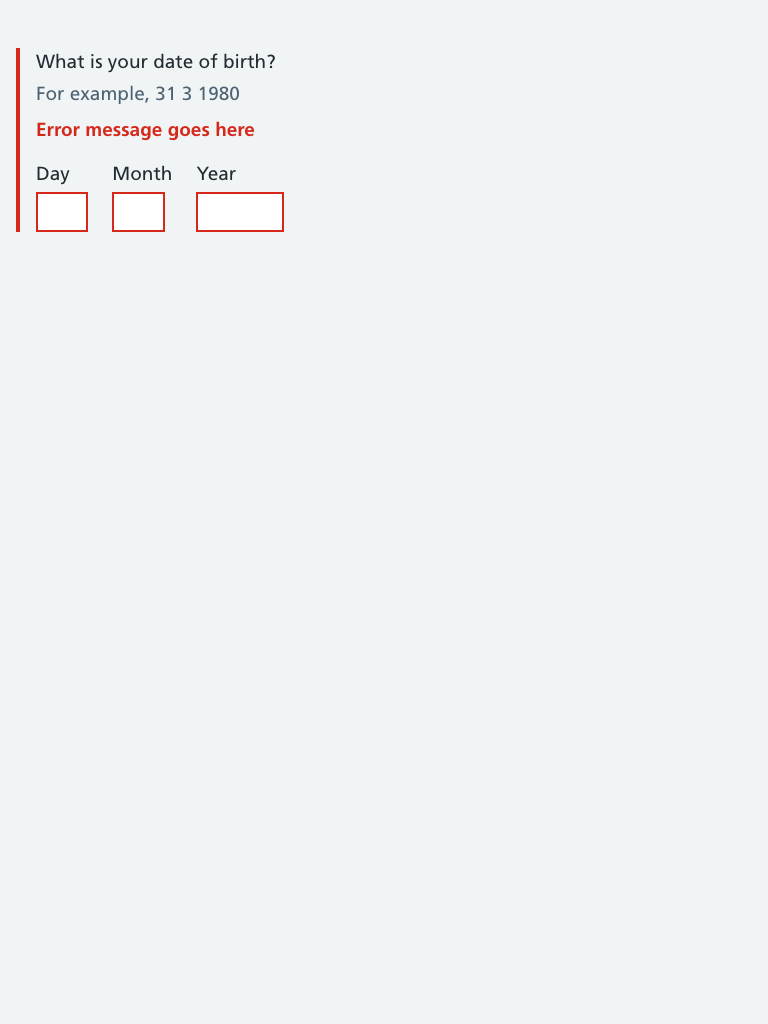 What is your date of birth?
For example, 31 3 1980
Error message goes here
Day Month Year